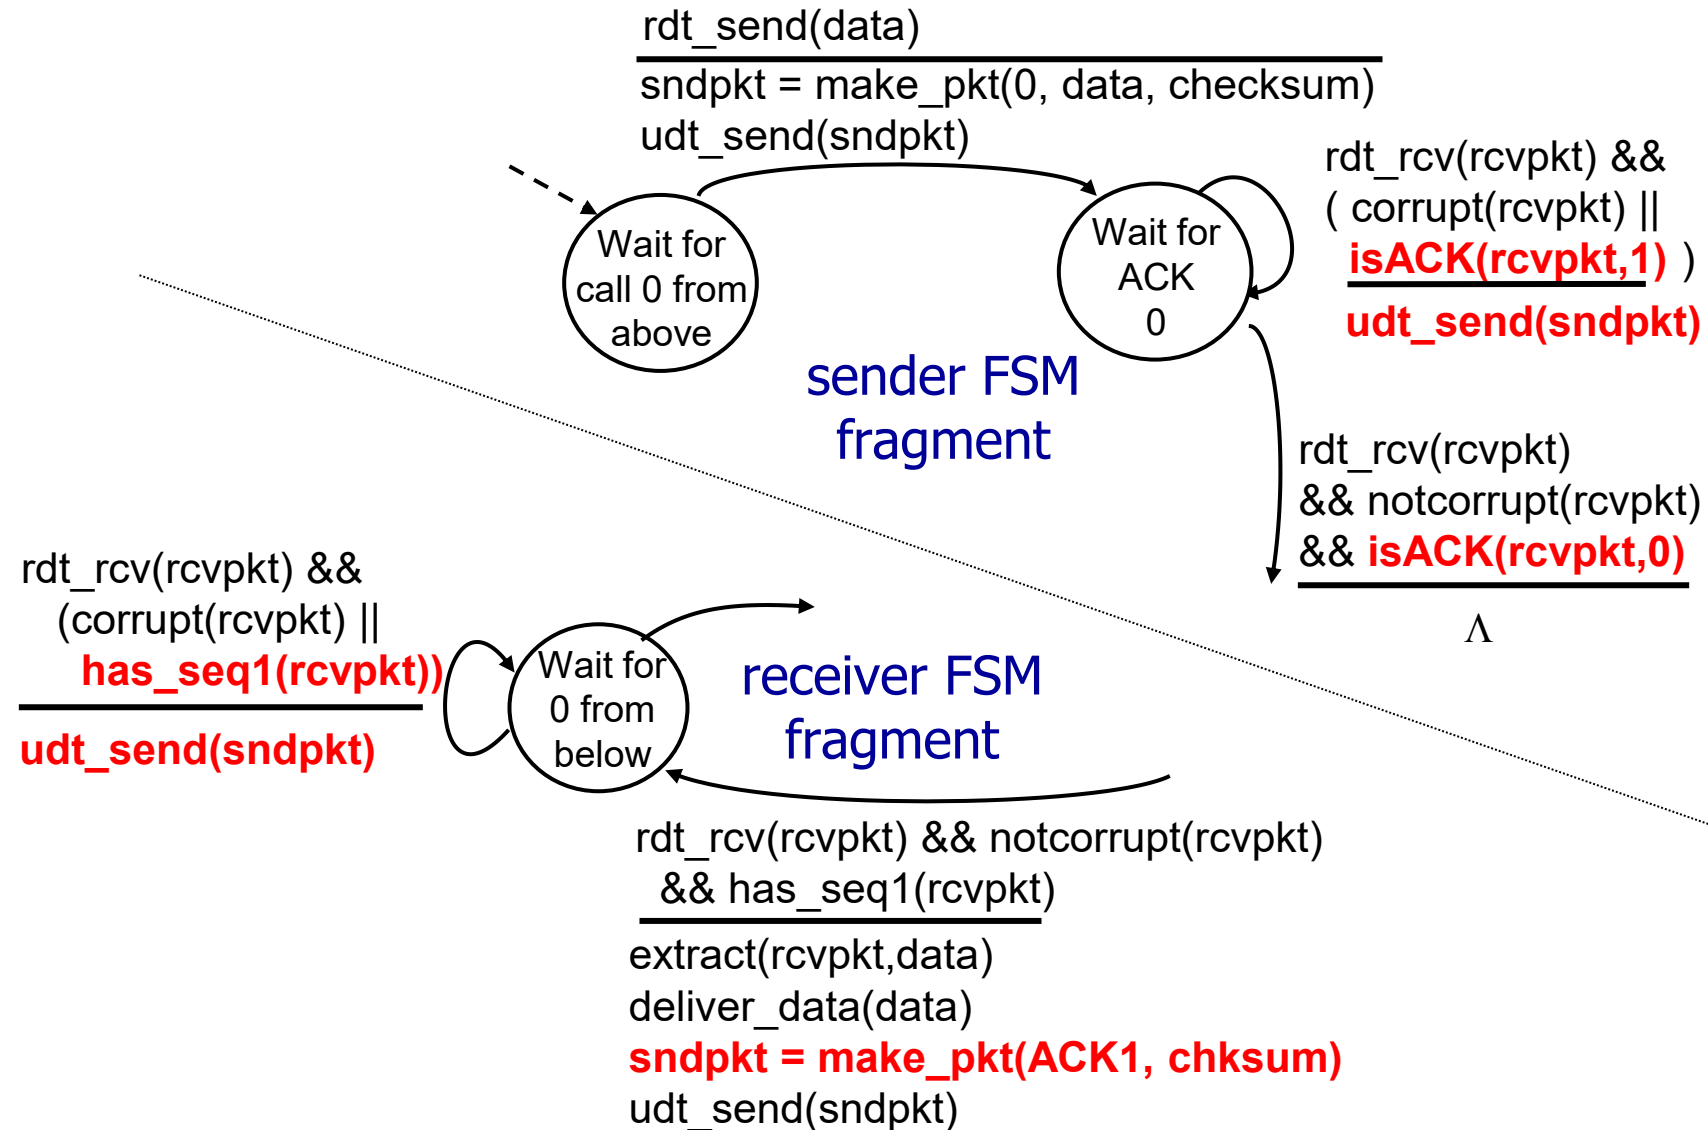 rdt_send(data)
sndpkt = make_pkt(0, data, checksum)
udt_send(sndpkt)
Wait for
call 0 from
above
Wait for
ACK
0
rdt_rcv(rcvpkt) &&
( corrupt(rcvpkt) ||
isACK(rcvpkt,1) )
udt_send(sndpkt)
sender FSM
fragment
rdt_rcv(rcvpkt)
&& notcorrupt(rcvpkt)
&& isACK(rcvpkt,0)
Λ
rdt_rcv(rcvpkt) &&
(corrupt(rcvpkt) ||
has_seq1(rcvpkt))
udt_send(sndpkt)
Wait for
0 from
below
receiver FSM
fragment
rdt_rcv(rcvpkt) && notcorrupt(rcvpkt)
&& has_seq1(rcvpkt)
extract(rcvpkt,data)
deliver_data(data)
sndpkt = make_pkt(ACK1, chksum)
udt_send(sndpkt)